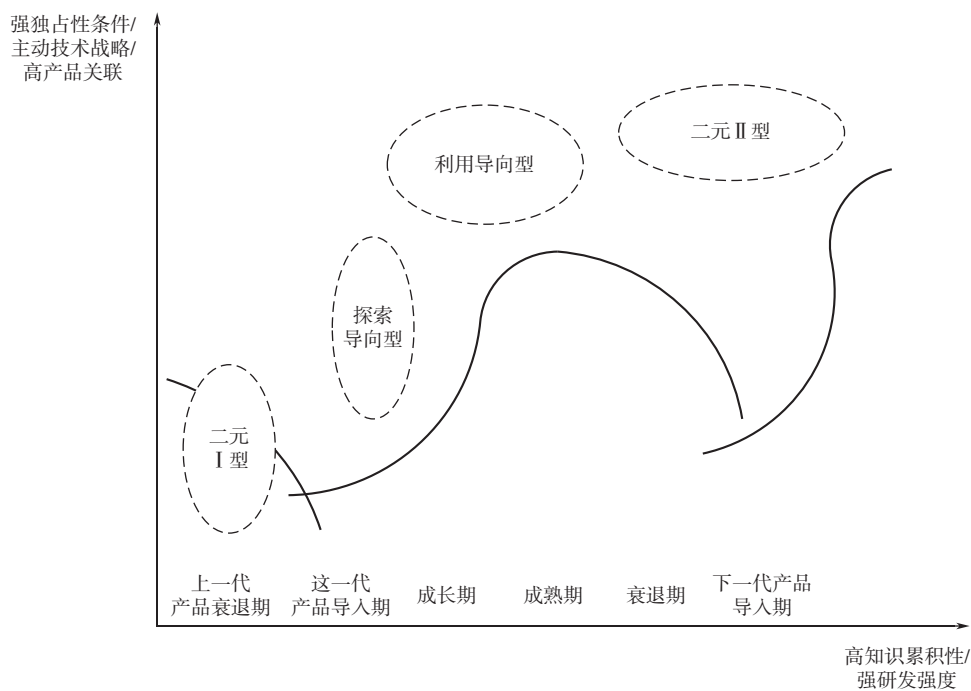 强独占性条件/
主动技术战略/
高产品关联
二元Ⅱ型
利用导向型
探索
导向型
二元
Ⅰ型
上一代
产品衰退期
这一代
产品导入期
成长期
成熟期
衰退期
下一代产品
导入期
高知识累积性/
强研发强度